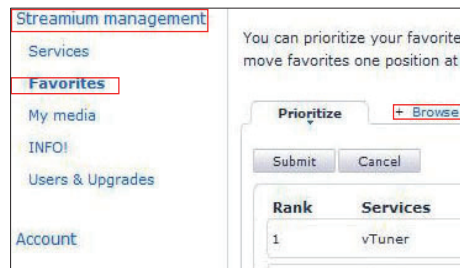 Streamium management
Services
Favorites
My media
INFO!
Users & Upgrades
Account
You can prioritize your favorite
move favorites one position at
Prioritize
+ Browse
Submit Cancel
Rank Services
1 vTuner